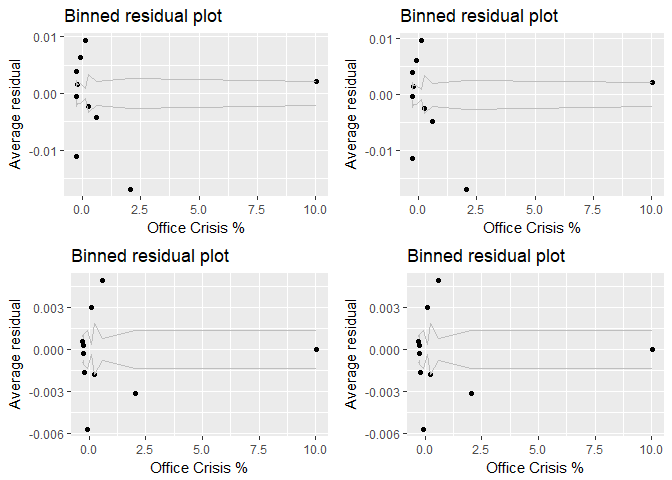 Binned residual plot
Average residual
0.01
0.00
-0.01
0.0 2.5 5.0 7.5 10.0
Office Crisis %
Binned residual plot
Average residual
0.01
0.00
-0.01
0.0 2.5 5.0 7.5 10.0
Office Crisis %
Binned residual plot
Average residual
0.003
0.000
-0.003
-0.006
0.0 2.5 5.0 7.5 10.0
Office Crisis %
Binned residual plot
Average residual
0.003
0.000
-0.003
-0.006
0.0 2.5 5.0 7.5 10.0
Office Crisis %